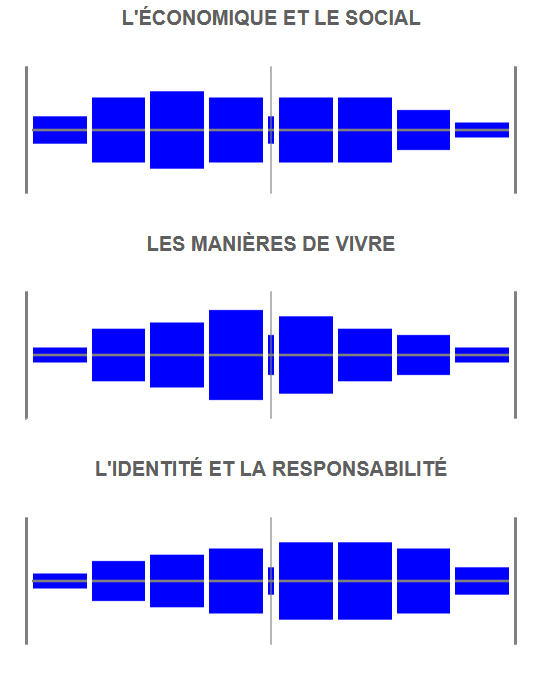 L'ÉCONOMIQUE ET LE SOCIAL
LES MANIÈRES DE VIVRE
L'IDENTITÉ ET LA RESPONSABILITÉ